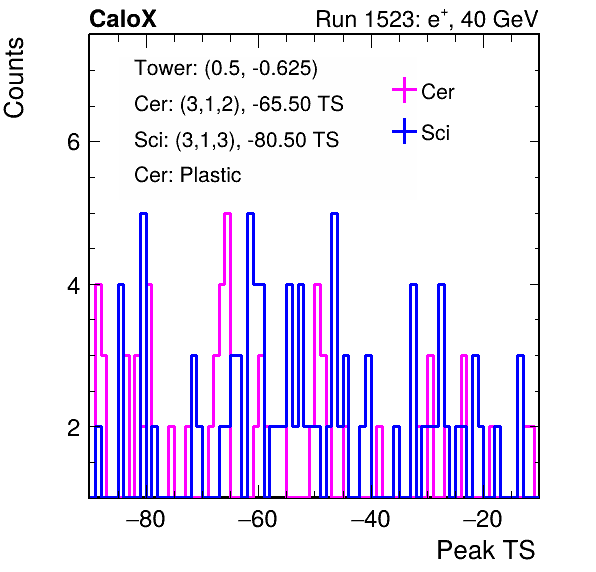 CaloX Run 1523: e⁺, 40 GeV
Counts
Tower: (0.5, -0.625)
Cer: (3,1,2), -65.50 TS
Sci: (3,1,3), -80.50 TS
Cer: Plastic
Cer
Sci
6
4
2
−80 −60 −40 −20
Peak TS